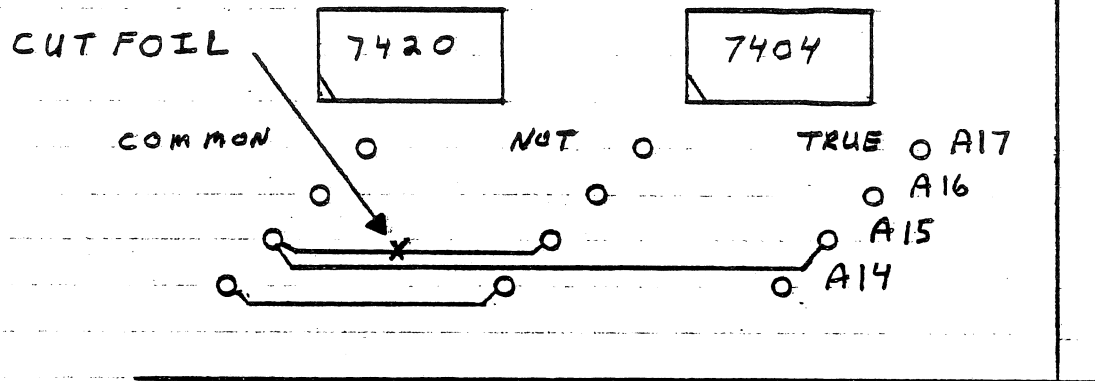 CUT FOIL
7420
7404
COMMON NOT TRUE A17
A16
A15
A14